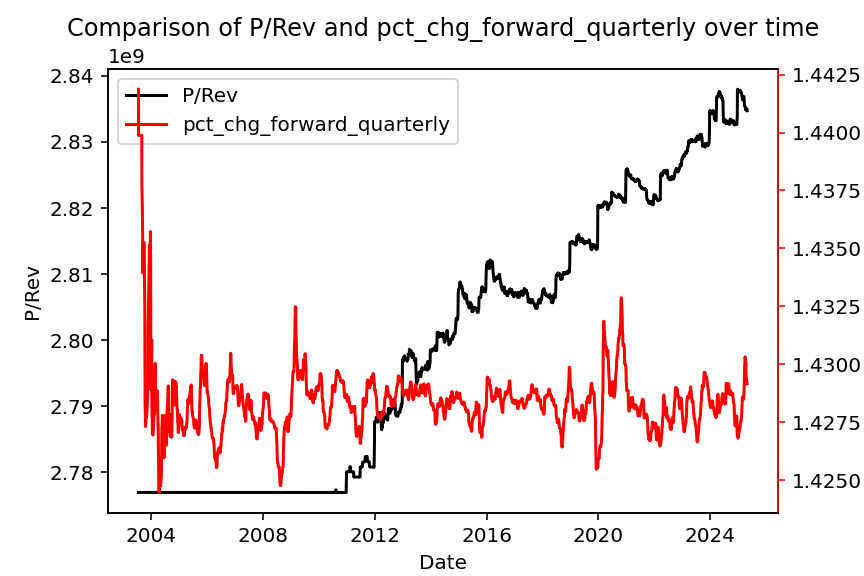 Comparison of P/Rev and pct_chg_forward_quarterly over time
1e9
P/Rev
pct_chg_forward_quarterly
2.84
2.83
2.82
2.81
2.80
2.79
2.78
P/Rev
1.4425
1.4400
1.4375
1.4350
1.4325
1.4300
1.4275
1.4250
2004 2008 2012 2016 2020 2024
Date